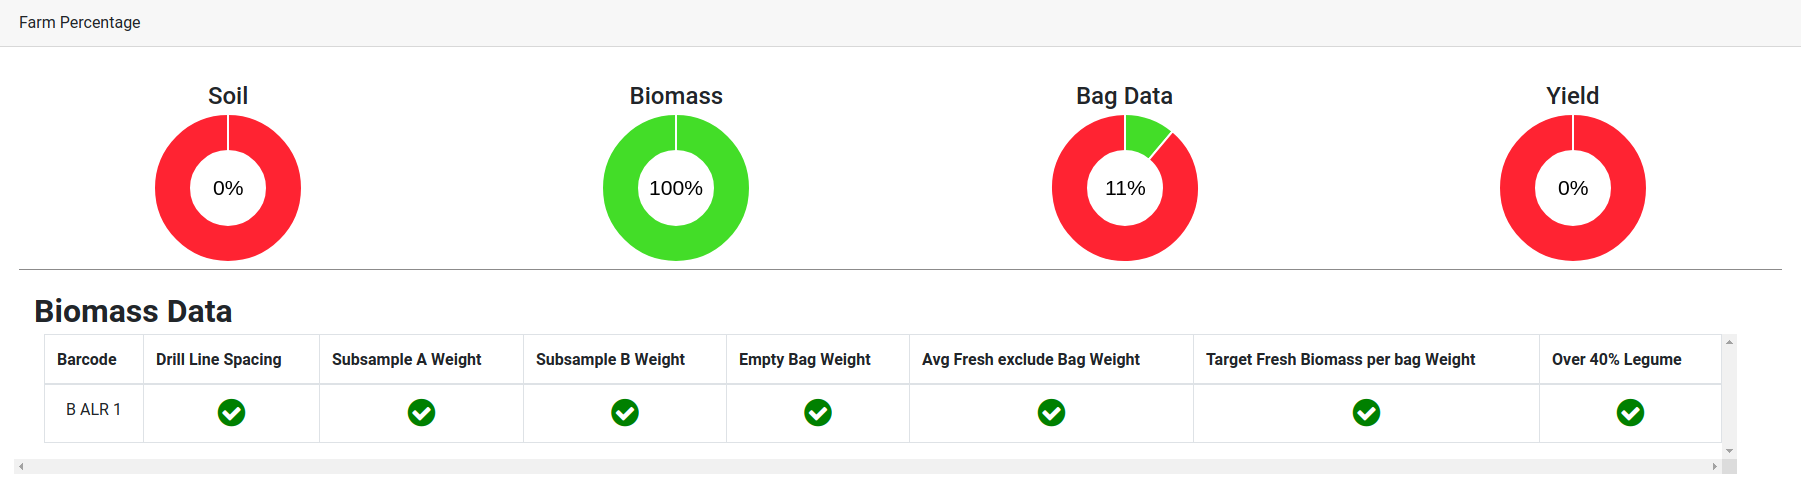 Farm Percentage
Soil Biomass Bag Data Yield
0% 100% 11% 0%
Biomass Data
Barcode Drill Line Spacing Subsample A Weight Subsample B Weight Empty Bag Weight Avg Fresh exclude Bag Weight Target Fresh Biomass per bag Weight Over 40% Legume
B ALR 1